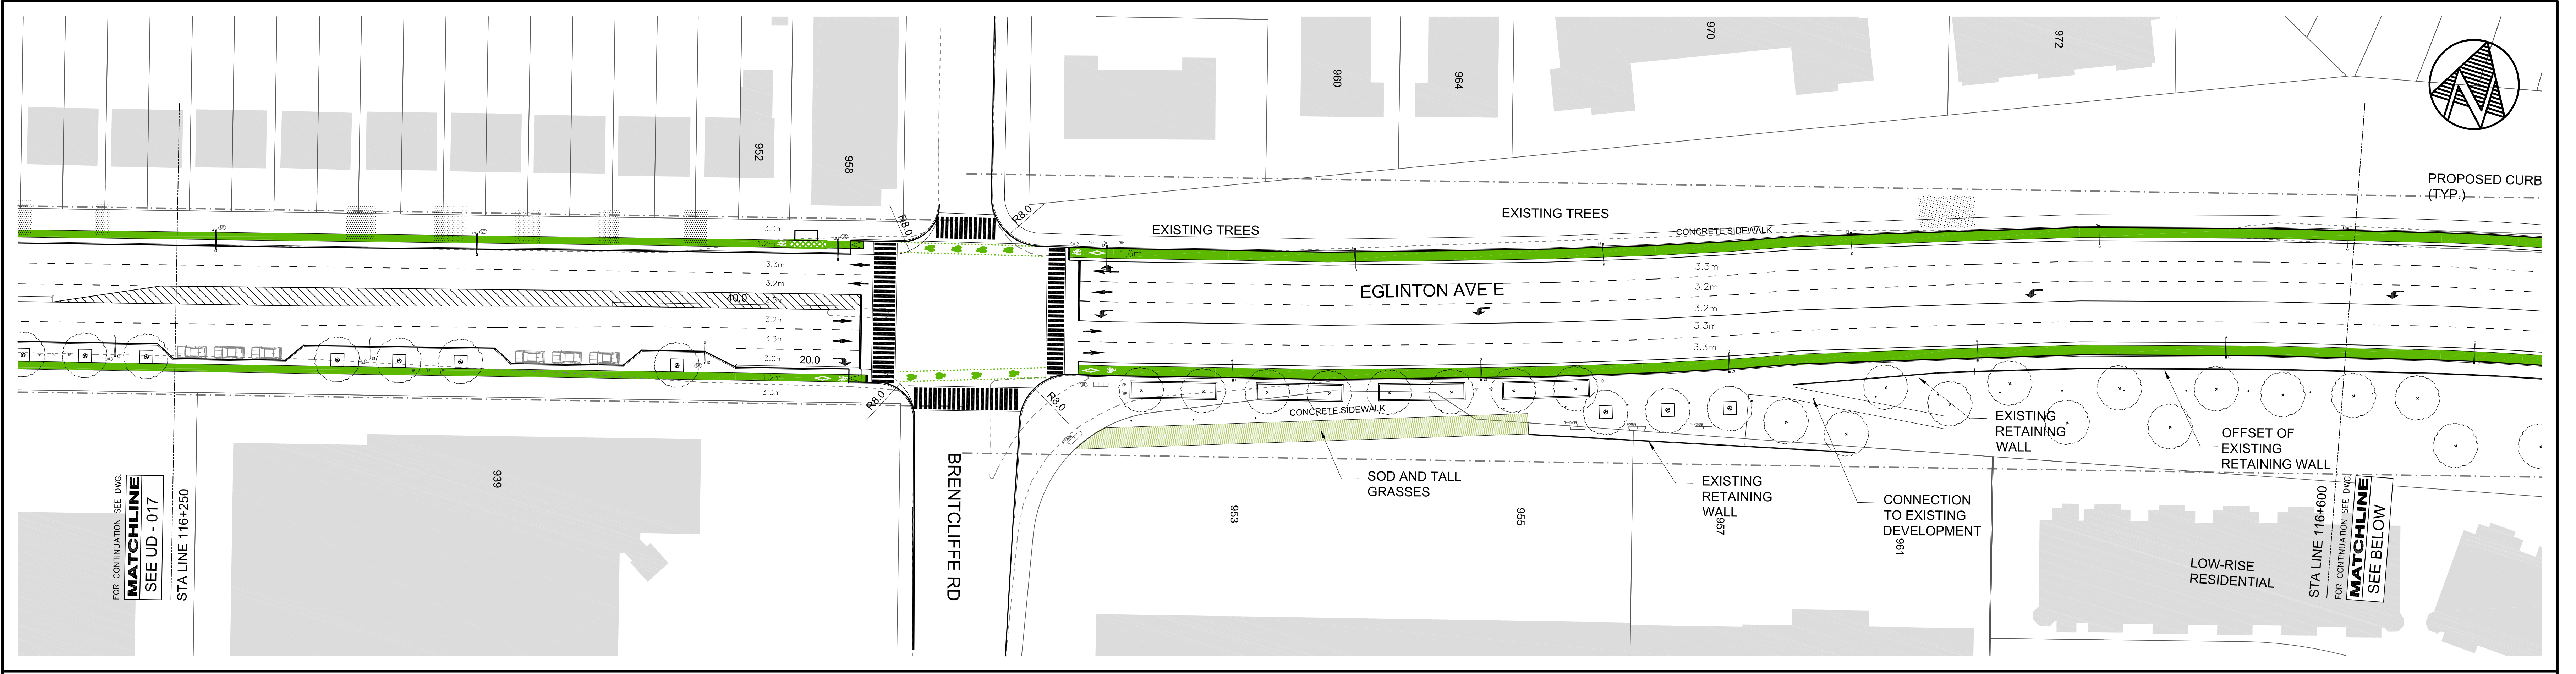 952
958
960
964
970
972
PROPOSED CURB
(TYP.)
EXISTING TREES
EXISTING TREES
CONCRETE SIDEWALK
R8.0
R8.0
3.3m
1.2m
3.3m
3.2m
40.0
2.5m
3.2m
3.3m
3.0m
20.0
1.2m
3.3m
1.6m
EGLINTON AVE E
3.3m
3.2m
3.2m
3.3m
3.3m
R8.0
R8.0
CONCRETE SIDEWALK
BRENTCLIFFE RD
SOD AND TALL
GRASSES
EXISTING
RETAINING
WALL
CONNECTION
TO EXISTING
DEVELOPMENT
EXISTING
RETAINING
WALL
OFFSET OF
EXISTING
RETAINING WALL
939
953
955
957
961
LOW-RISE
RESIDENTIAL
FOR CONTINUATION SEE DWG.
MATCHLINE
SEE UD - 017
STA LINE 116+250
STA LINE 116+600
FOR CONTINUATION SEE DWG.
MATCHLINE
SEE BELOW